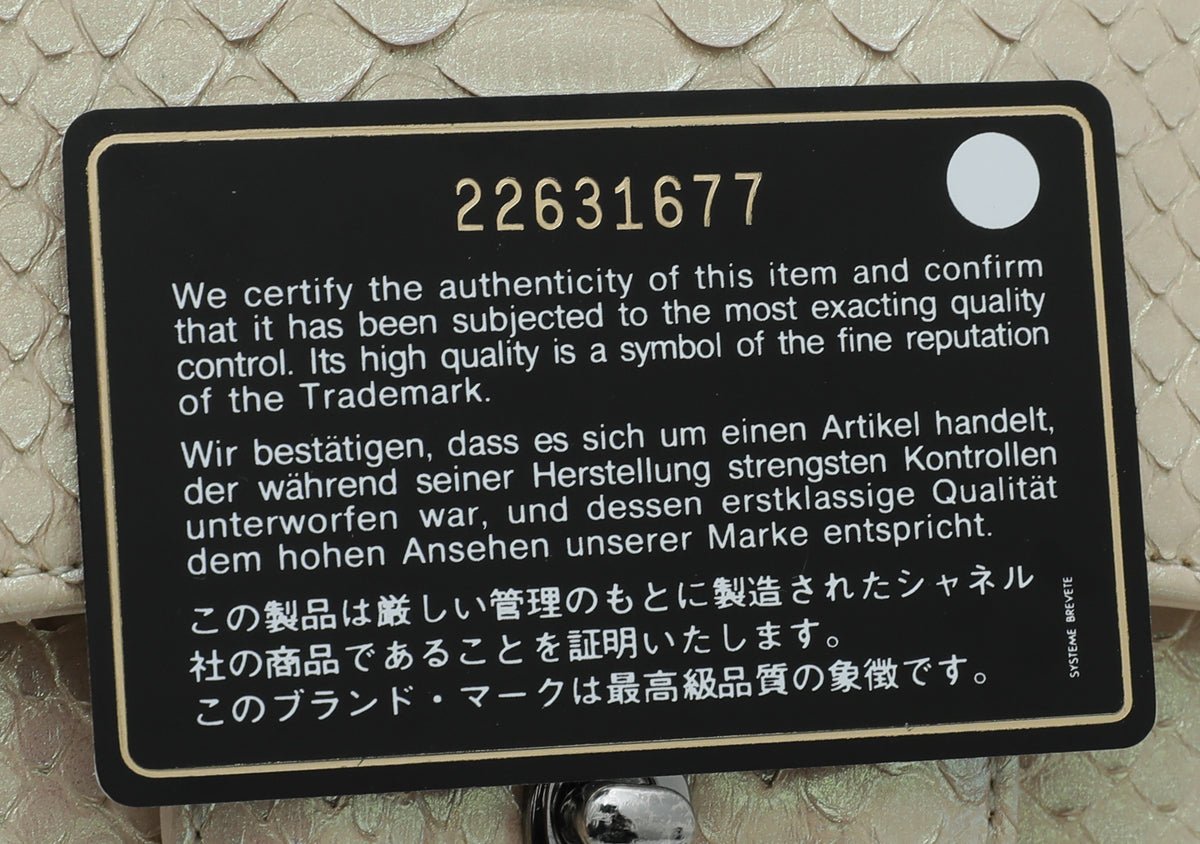 22631677
We certify the authenticity of this item and confirm
that it has been subjected to the most exacting quality
control. Its high quality is a symbol of the fine reputation
of the Trademark.
Wir bestätigen, dass es sich um einen Artikel handelt,
der während seiner Herstellung strengsten Kontrollen
unterworfen war, und dessen erstklassige Qualität
dem hohen Ansehen unserer Marke entspricht.
この製品は厳しい管理のもとに製造されたシャネル
社の商品であることを証明いたします。
このブランド・マークは最高級品質の象徴です。
SYSTEME BREVETE